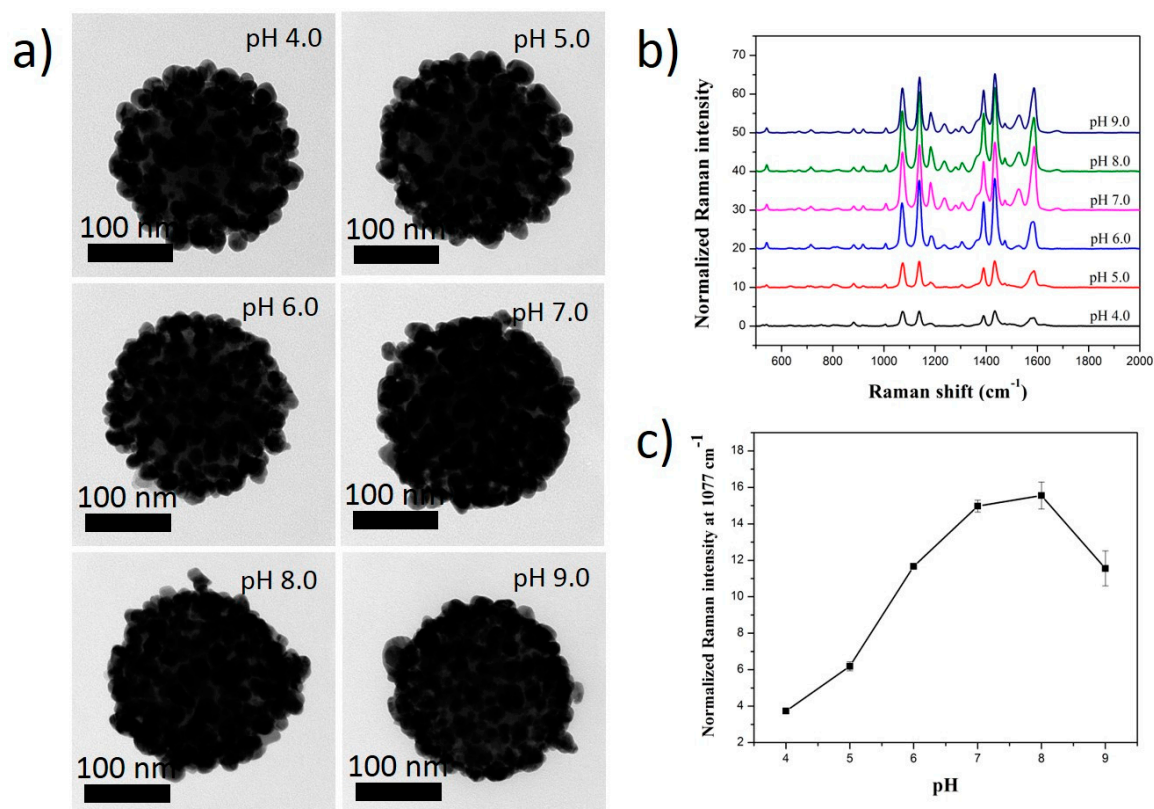 a)
pH 4.0
100 nm
pH 5.0
100 nm
pH 6.0
100 nm
pH 7.0
100 nm
pH 8.0
100 nm
pH 9.0
100 nm
b)
Normalized Raman intensity
70
60
50
40
30
20
10
0
pH 9.0
pH 8.0
pH 7.0
pH 6.0
pH 5.0
pH 4.0
600 800 1000 1200 1400 1600 1800 2000
Raman shift (cm⁻¹)
c)
Normalized Raman intensity at 1077 cm⁻¹
18
16
14
12
10
8
6
4
2
4 5 6 7 8 9
pH